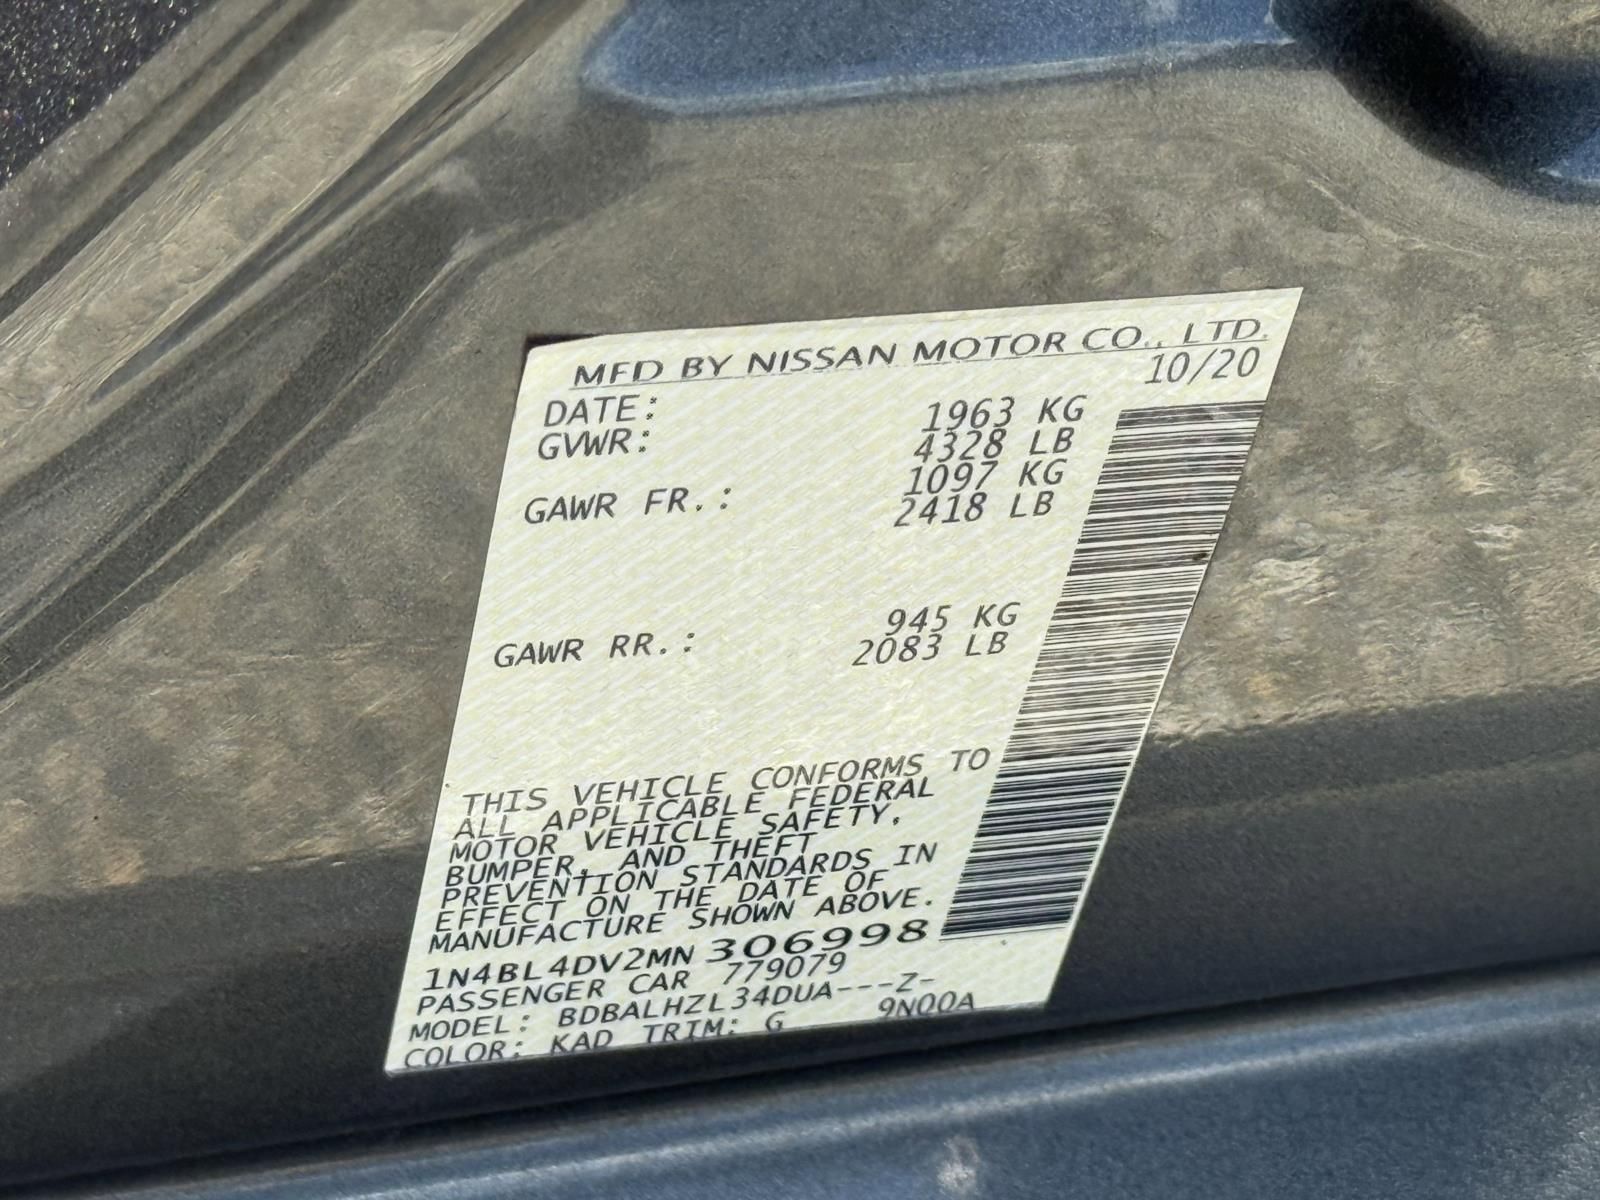 MFD BY NISSAN MOTOR CO., LTD.
DATE: 10/20
GVWR: 1963 KG
4328 LB
GAWR FR.: 1097 KG
2418 LB
GAWR RR.: 945 KG
2083 LB
THIS VEHICLE CONFORMS TO
ALL APPLICABLE FEDERAL
MOTOR VEHICLE SAFETY,
BUMPER, AND THEFT
PREVENTION STANDARDS IN
EFFECT ON THE DATE OF
MANUFACTURE SHOWN ABOVE.
1N4BL4DV2MN306998
PASSENGER CAR 779079
MODEL: BDBALHZL34DUA---Z-
COLOR: KAD TRIM: G 9N00A